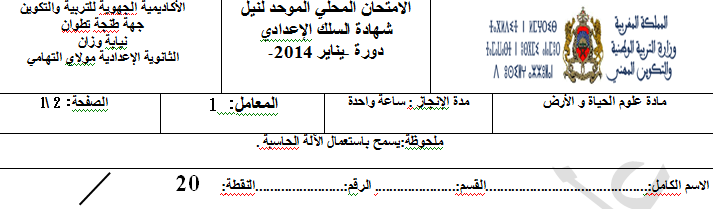 الامتحان المحلي الموحد لنيل
شهادة السلك الإعدادي
دورة -يناير 2014-
الأكاديمية الجهوية للتربية والتكوين
جهة طنجة تطوان
نيابة وزان
الثانوية الإعدادية مولاي التهامي
المملكة المغربية
وزارة التربية الوطنية
والتكوين المهني
مادة علوم الحياة و الأرض
مدة الإنجاز : ساعة واحدة
المعامل: 1
الصفحة: 2 \1
ملحوظة:يسمح باستعمال الآلة الحاسبة .
الاسم الكامل:............................................القسم:...................... الرقم:........................النقطة: 20 /